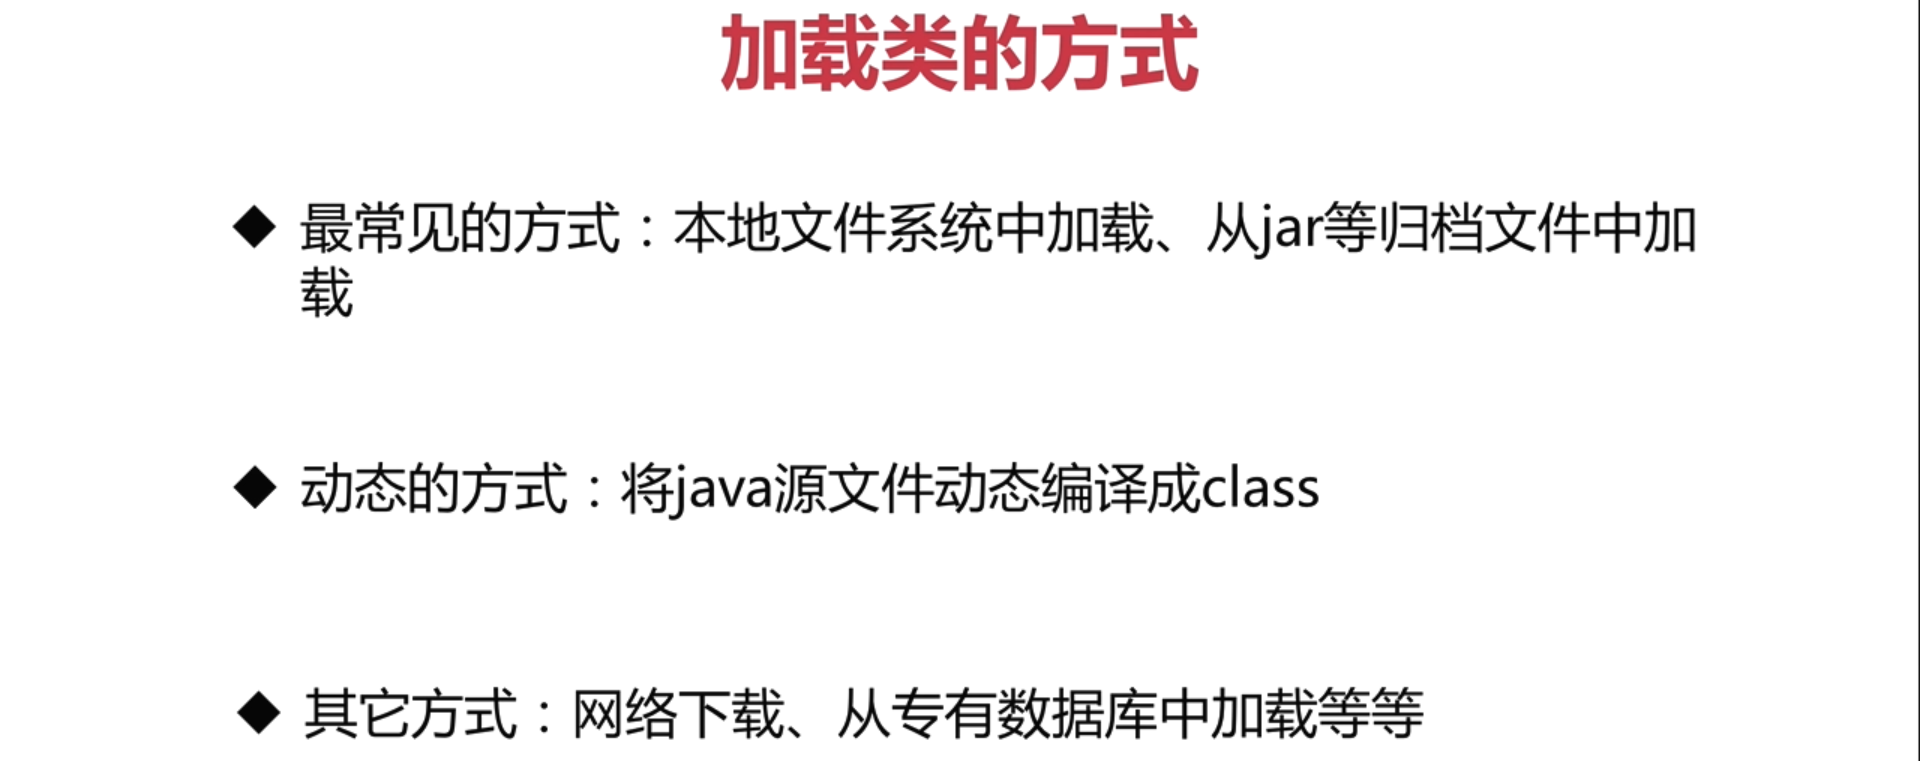 加载类的方式
◆ 最常见的方式：本地文件系统中加载、从jar等归档文件中加
载
◆ 动态的方式：将java源文件动态编译成class
◆ 其它方式：网络下载、从专有数据库中加载等等